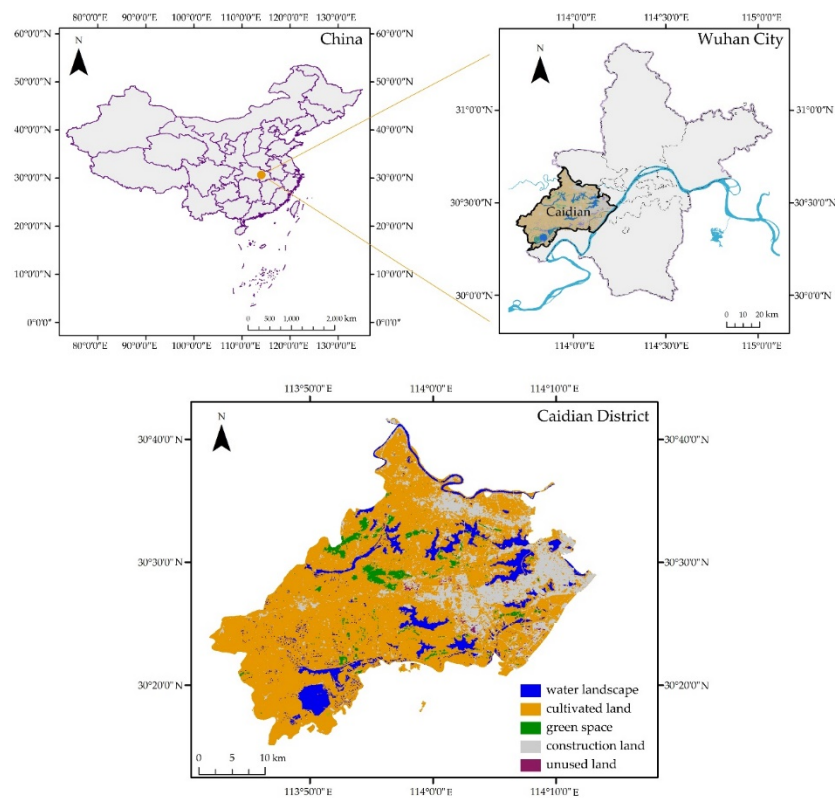 80°0'0"E 90°0'0"E 100°0'0"E 110°0'0"E 120°0'0"E 130°0'0"E
60°0'0"N
50°0'0"N
40°0'0"N
30°0'0"N
20°0'0"N
10°0'0"N
0°0'0"
N
China
60°0'0"N
50°0'0"N
40°0'0"N
30°0'0"N
20°0'0"N
10°0'0"N
0°0'0"
0 500 1,000 2,000 km
80°0'0"E 90°0'0"E 100°0'0"E 110°0'0"E 120°0'0"E 130°0'0"E
114°0'0"E 114°30'0"E 115°0'0"E
N
Wuhan City
31°0'0"N
30°30'0"N
30°0'0"N
Caidian
31°0'0"N
30°30'0"N
30°0'0"N
0 10 20 km
114°0'0"E 114°30'0"E 115°0'0"E
113°50'0"E 114°0'0"E 114°10'0"E
N
Caidian District
30°40'0"N
30°30'0"N
30°20'0"N
30°40'0"N
30°30'0"N
30°20'0"N
water landscape
cultivated land
green space
construction land
unused land
0 5 10 km
113°50'0"E 114°0'0"E 114°10'0"E